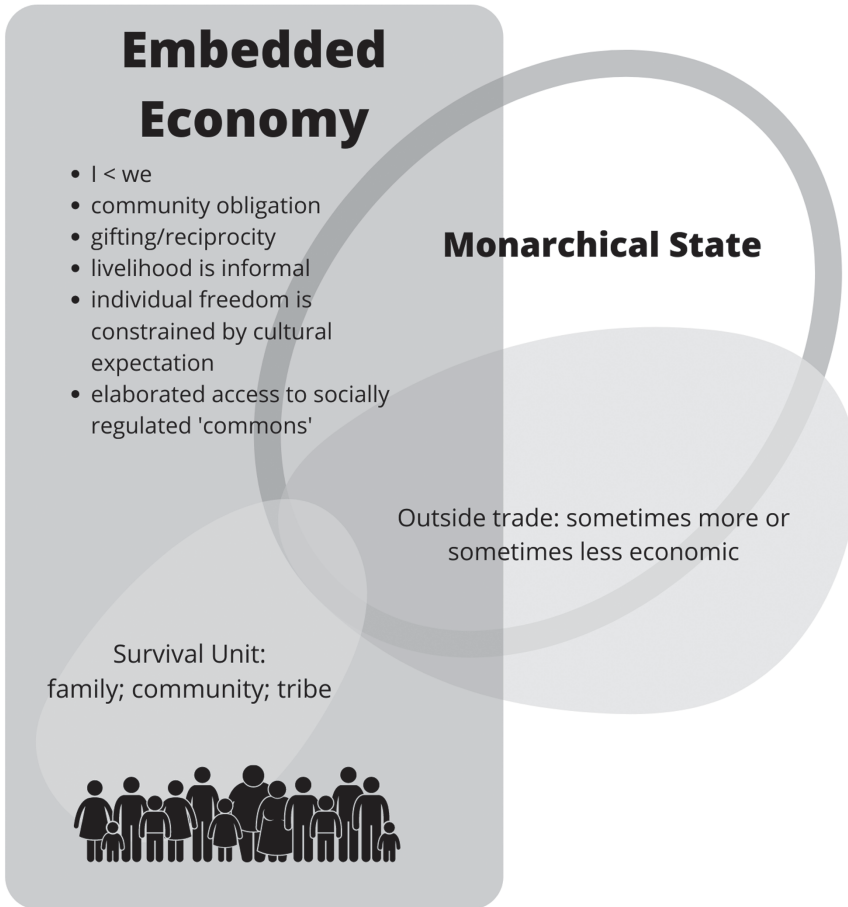 Embedded
Economy
• I < we
• community obligation
• gifting/reciprocity
• livelihood is informal
• individual freedom is
constrained by cultural
expectation
• elaborated access to socially
regulated 'commons'
Monarchical State
Outside trade: sometimes more or
sometimes less economic
Survival Unit:
family; community; tribe